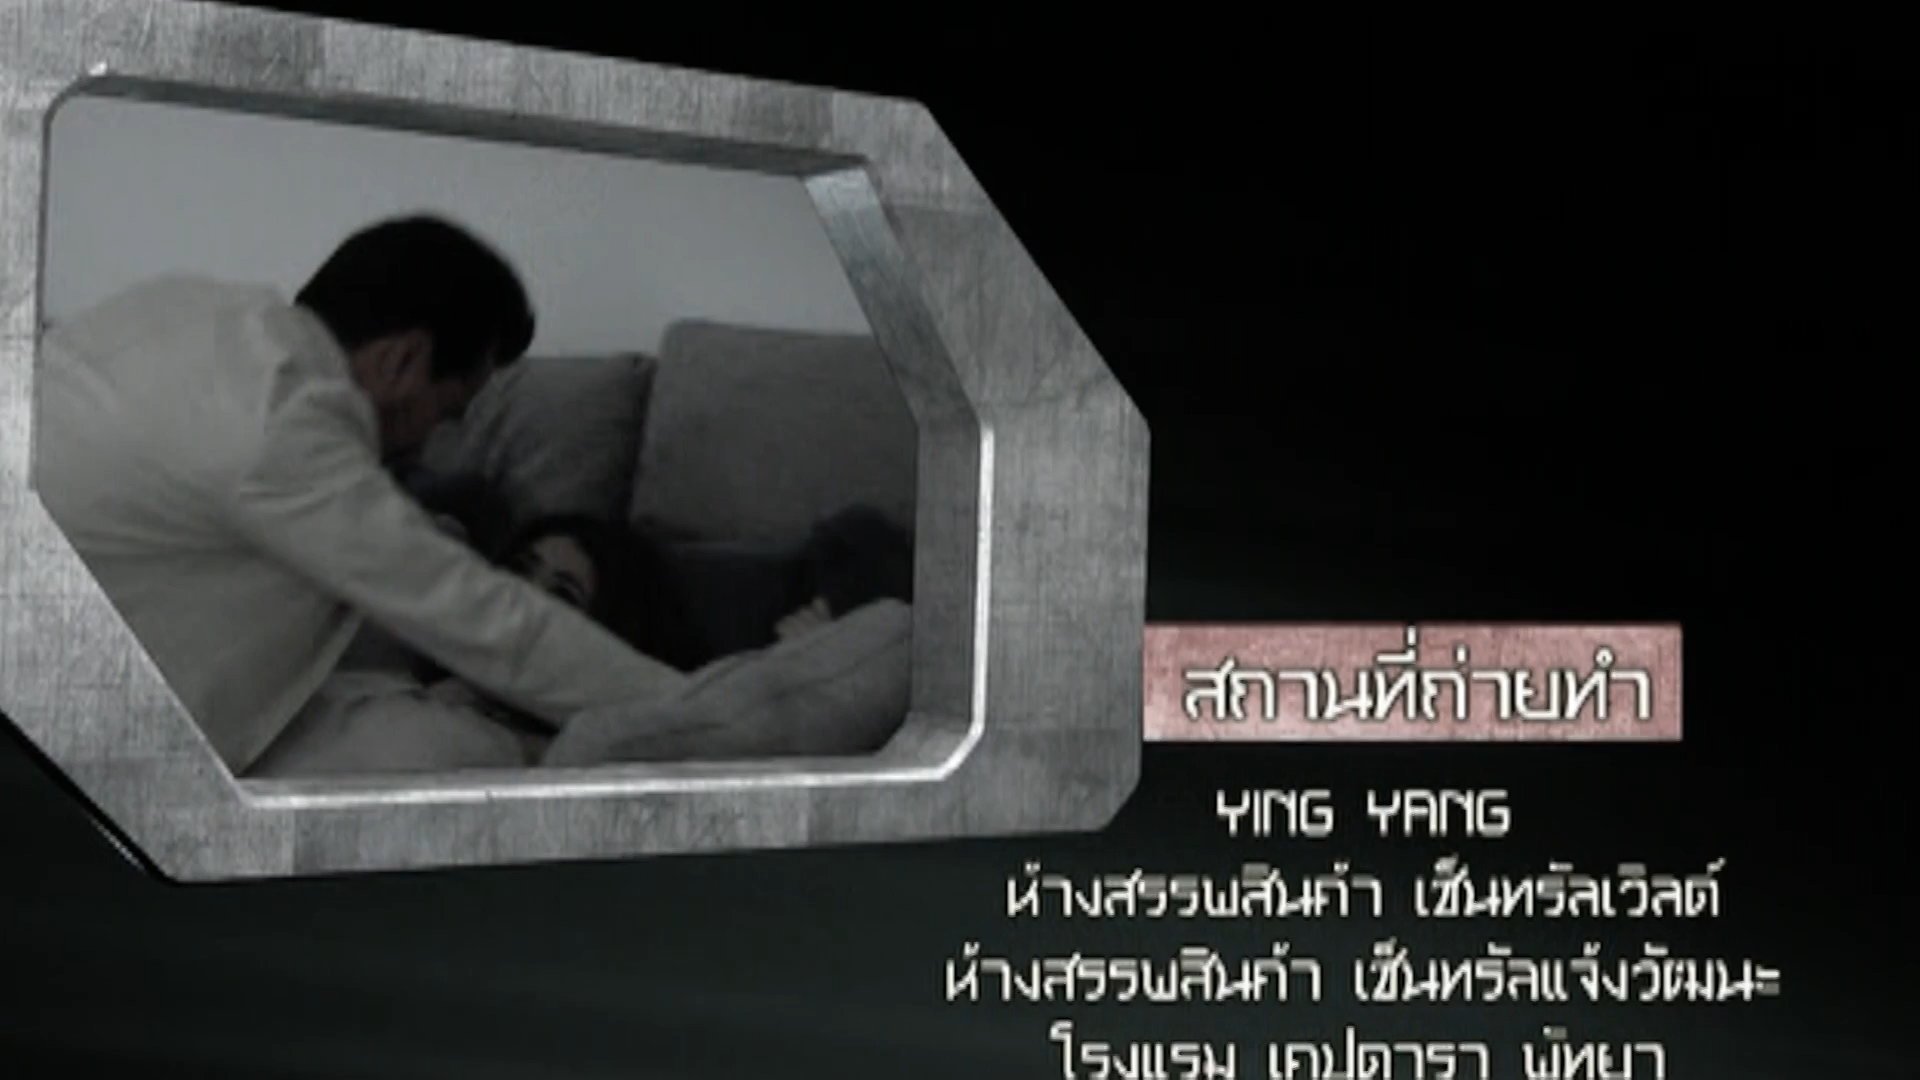 สถานที่ถ่ายทำ
YING YANG
ห้างสรรพสินค้า เซ็นทรัลเวิลด์
ห้างสรรพสินค้า เซ็นทรัลแจ้งวัฒนะ
โรงแรม เคปดารา พัทยา